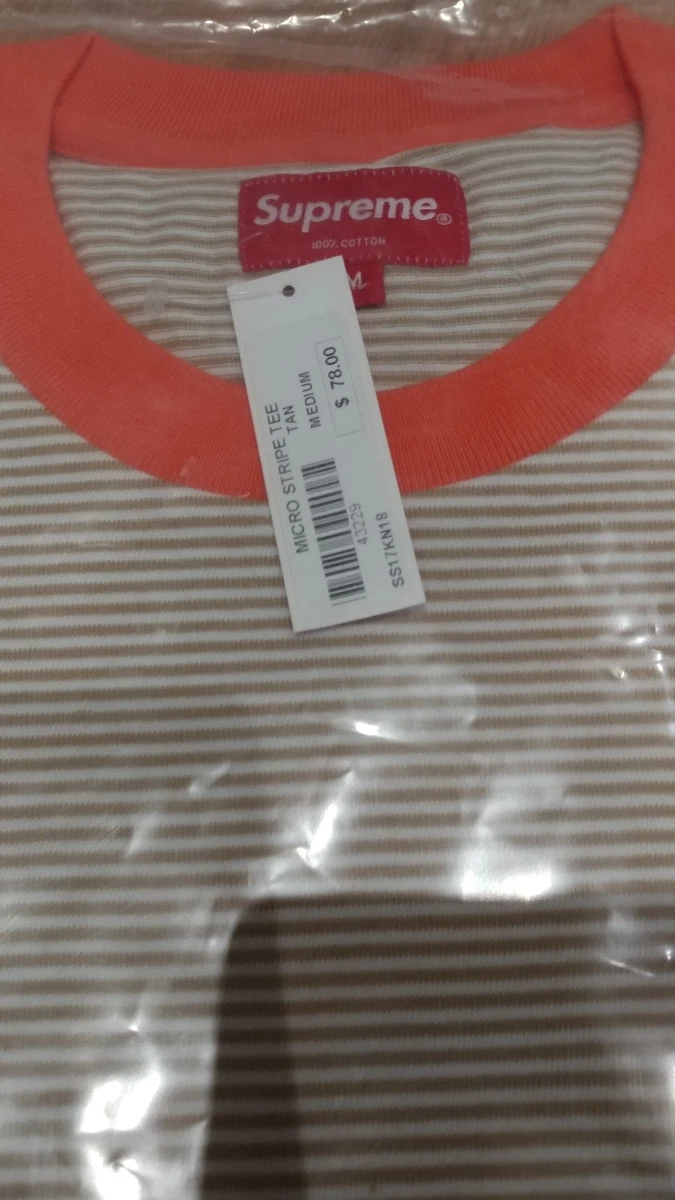 Supreme®
100% COTTON
M
MICRO STRIPE TEE
TAN
MEDIUM
$ 78.00
43229
SS17KN18